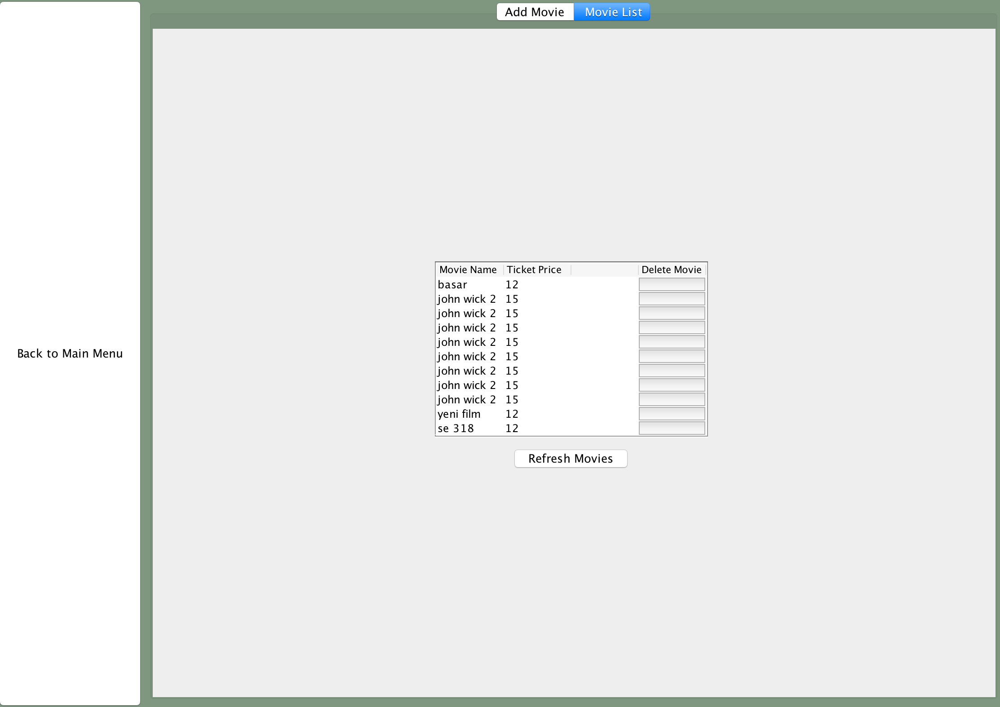 Add Movie Movie List
Back to Main Menu
Movie Name Ticket Price Delete Movie
basar 12
john wick 2 15
john wick 2 15
john wick 2 15
john wick 2 15
john wick 2 15
john wick 2 15
john wick 2 15
john wick 2 15
yeni film 12
se 318 12
Refresh Movies